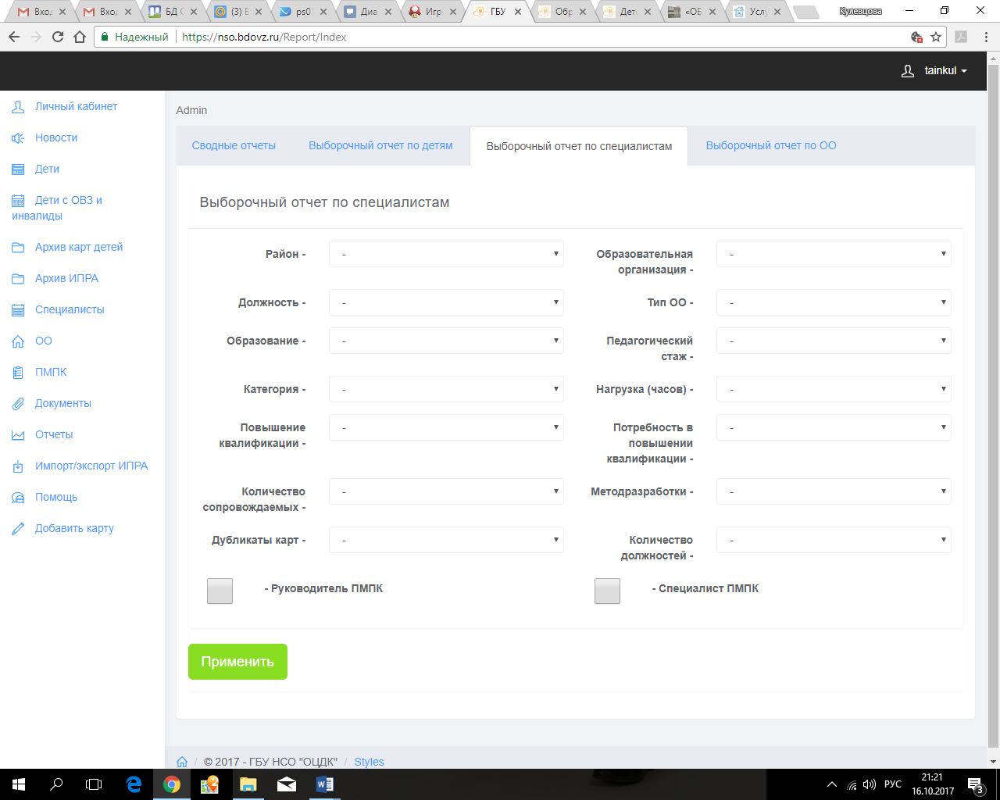 Вход
Вход
БД О
(3) В
ps01
Диа
Игр
ГБУ
Обр
Дет
«ОБ
Услу
Кулевцова
Надежный https://nso.bdovz.ru/Report/Index
tainkul
Личный кабинет
Новости
Дети
Дети с ОВЗ и
инвалиды
Архив карт детей
Архив ИПРА
Специалисты
ОО
ПМПК
Документы
Отчеты
Импорт/экспорт ИПРА
Помощь
Добавить карту
Admin
Сводные отчеты Выборочный отчет по детям Выборочный отчет по специалистам Выборочный отчет по ОО
Выборочный отчет по специалистам
Район - -
Образовательная
организация - -
Должность - -
Тип ОО - -
Образование - -
Педагогический
стаж - -
Категория - -
Нагрузка (часов) - -
Повышение
квалификации - -
Потребность в
повышении
квалификации - -
Количество
сопровождаемых - -
Методразработки - -
Дубликаты карт - -
Количество
должностей - -
- Руководитель ПМПК
- Специалист ПМПК
Применить
/ © 2017 - ГБУ НСО "ОЦДК" / Styles
РУС
21:21
16.10.2017
3